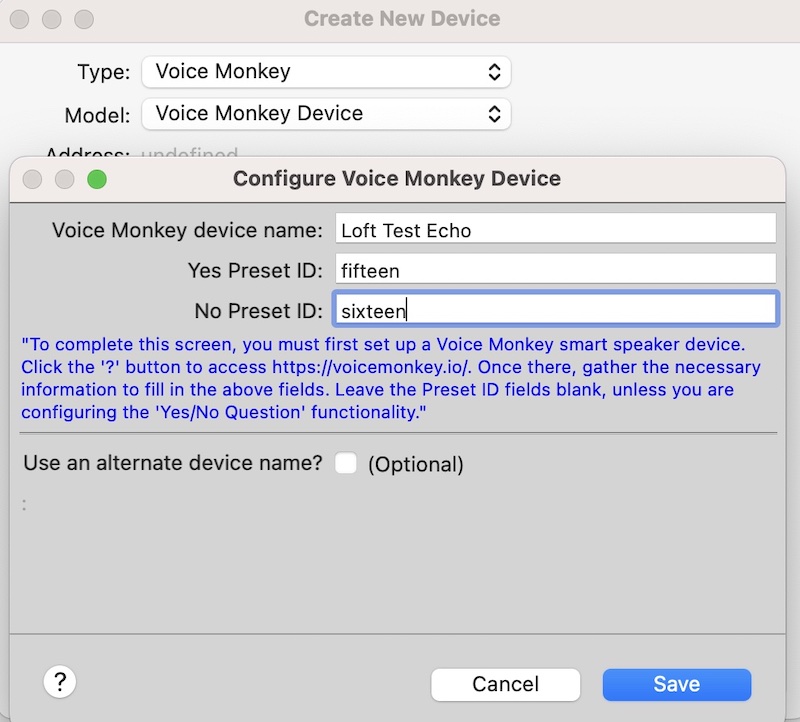 Create New Device
Type: Voice Monkey
Model: Voice Monkey Device
Address: undefined
Configure Voice Monkey Device
Voice Monkey device name: Loft Test Echo
Yes Preset ID: fifteen
No Preset ID: sixteen
"To complete this screen, you must first set up a Voice Monkey smart speaker device.
Click the '?' button to access https://voicemonkey.io/. Once there, gather the necessary
information to fill in the above fields. Leave the Preset ID fields blank, unless you are
configuring the 'Yes/No Question' functionality."
Use an alternate device name? (Optional)
:
? Cancel Save